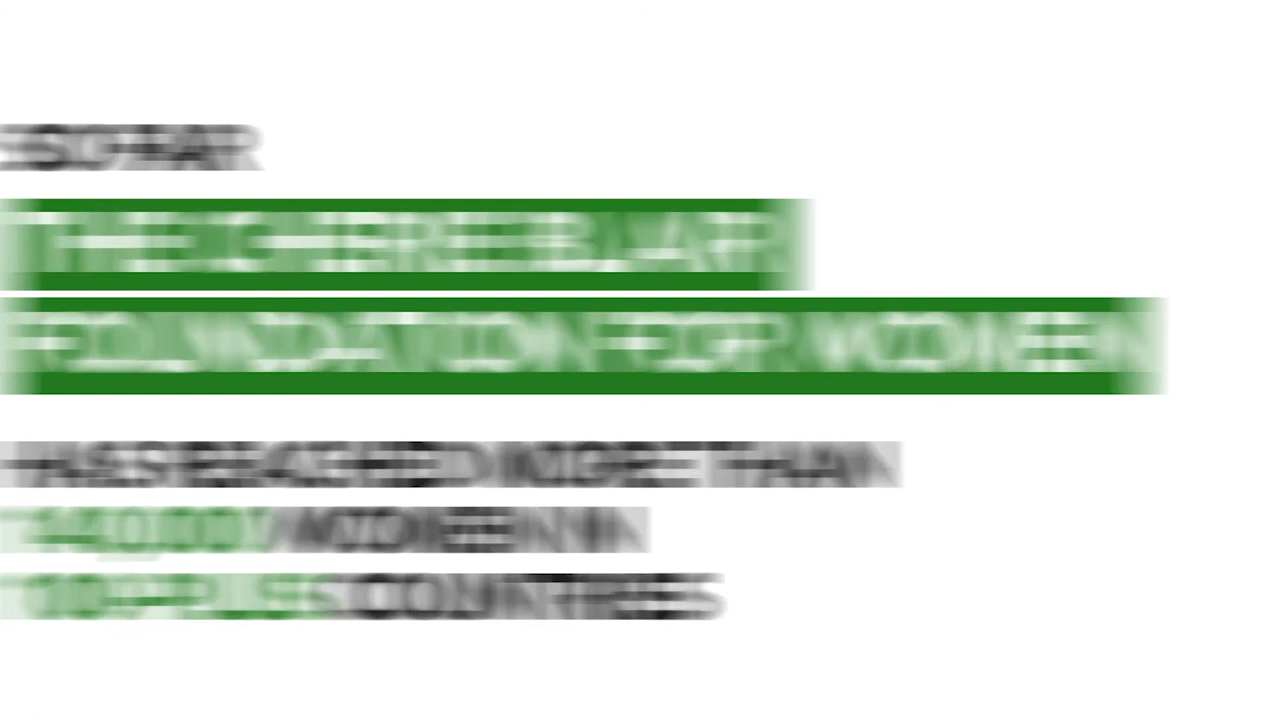 SO FAR
THE CHERIE BLAIR
FOUNDATION FOR WOMEN
HAS REACHED MORE THAN
WOMEN IN
COUNTRIES